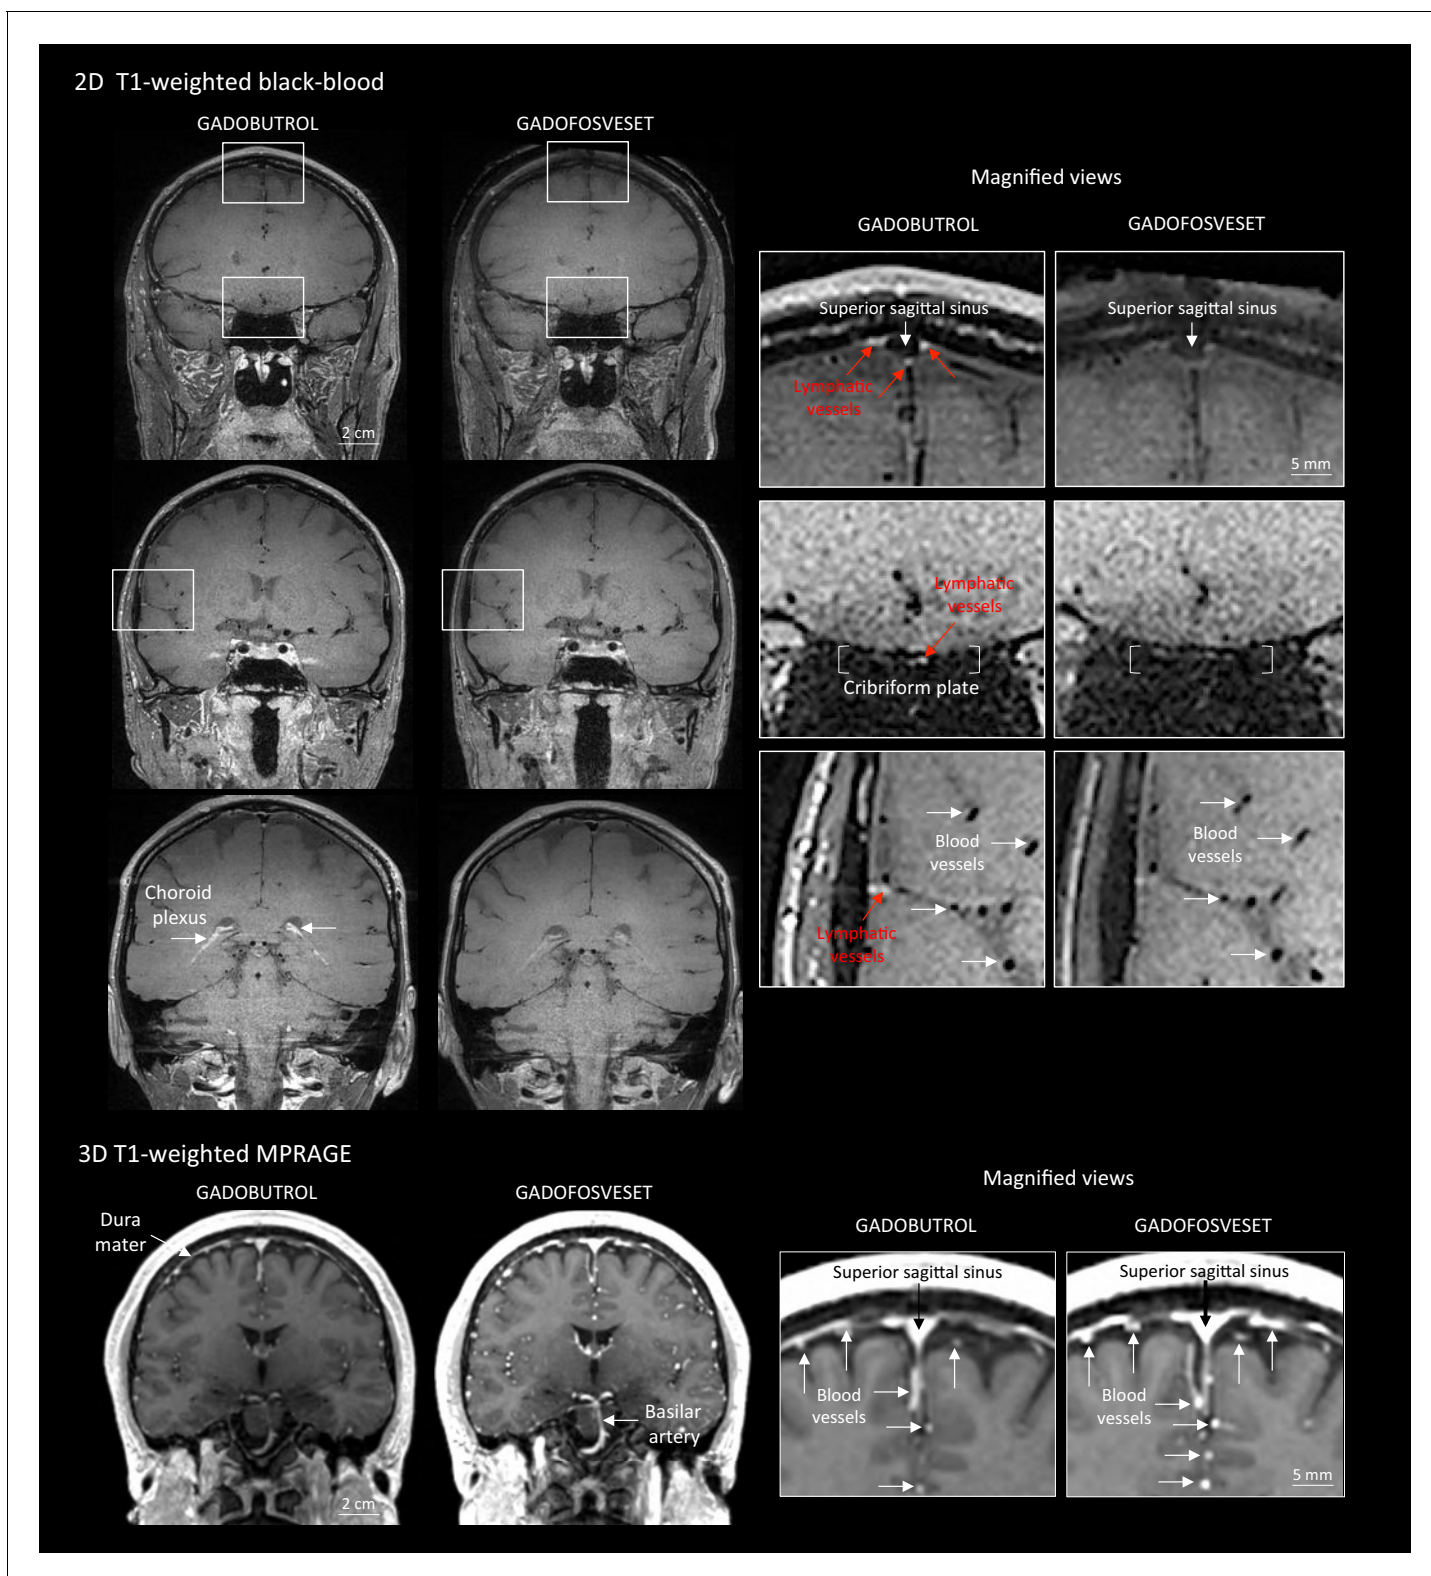 2D T1-weighted black-blood
GADOBUTROL
GADOFOSVESET
2 cm
Choroid
plexus
Magnified views
GADOBUTROL
GADOFOSVESET
Superior sagittal sinus
Lymphatic
vessels
Superior sagittal sinus
5 mm
Lymphatic
vessels
Cribriform plate
Blood
vessels
Lymphatic
vessels
Blood
vessels
3D T1-weighted MPRAGE
GADOBUTROL
GADOFOSVESET
Dura
mater
2 cm
Basilar
artery
Magnified views
GADOBUTROL
GADOFOSVESET
Superior sagittal sinus
Blood
vessels
Superior sagittal sinus
Blood
vessels
5 mm